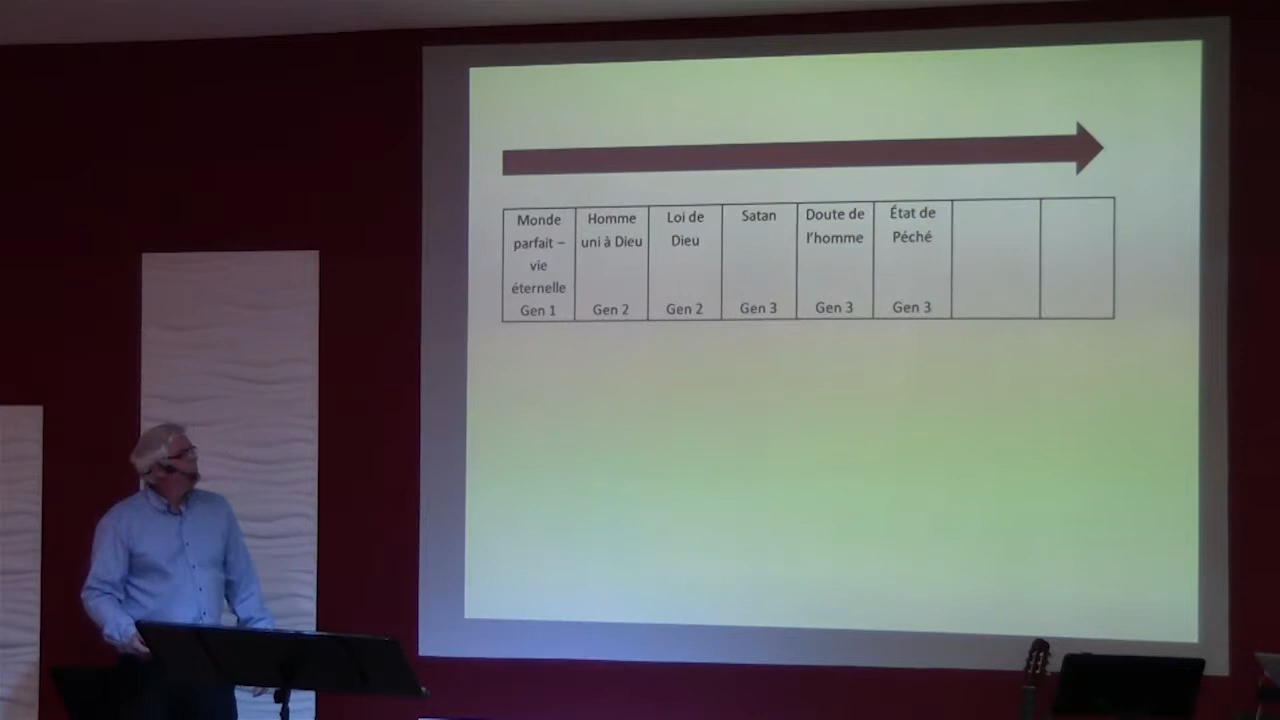 Monde
parfait –
vie
éternelle
Gen 1
Homme
uni à Dieu
Gen 2
Loi de
Dieu
Gen 2
Satan
Gen 3
Doute de
l'homme
Gen 3
État de
Péché
Gen 3